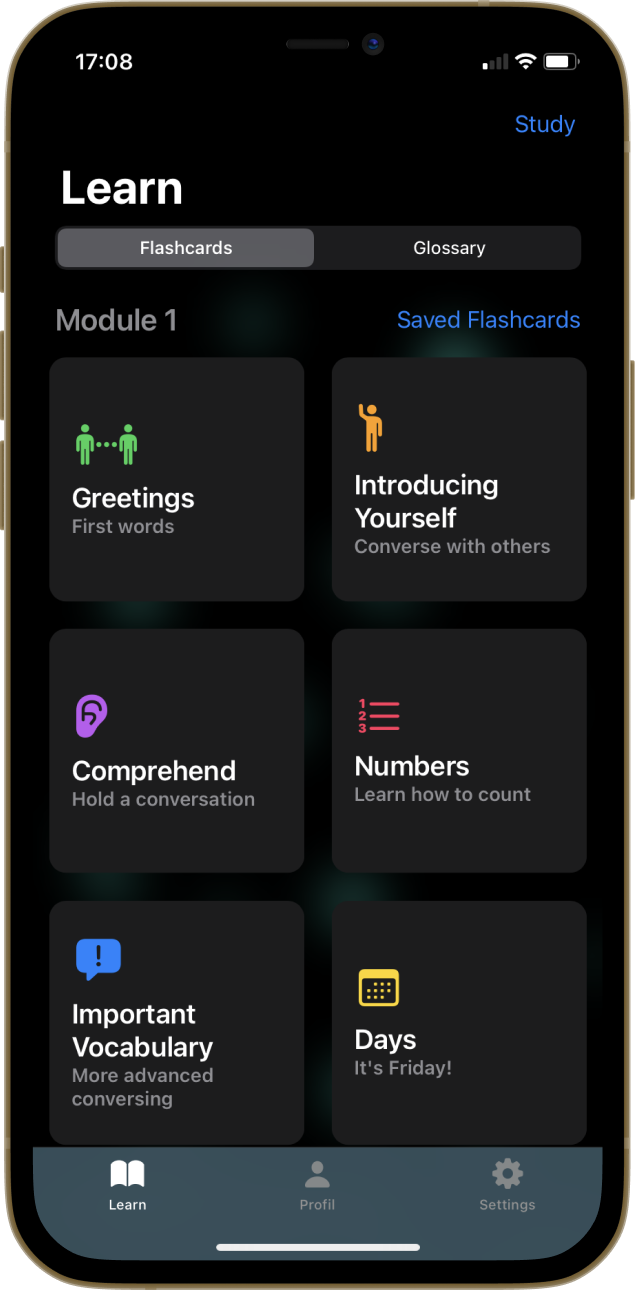 17:08
Study
Learn
Flashcards
Glossary
Module 1
Saved Flashcards
Greetings
First words
Introducing
Yourself
Converse with others
Comprehend
Hold a conversation
1
2
3
Numbers
Learn how to count
!
Important
Vocabulary
More advanced
conversing
Days
It's Friday!
Learn
Profil
Settings